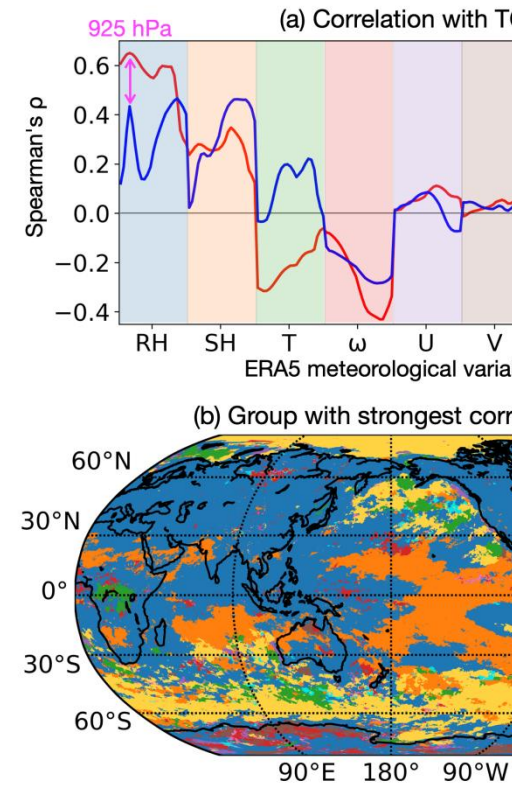 (a) Correlation with TC
925 hPa
0.6
0.4
0.2
0.0
−0.2
−0.4
Spearman's ρ
RH SH T ω U V
ERA5 meteorological varia
(b) Group with strongest corr
60°N
30°N
0°
30°S
60°S
90°E 180° 90°W